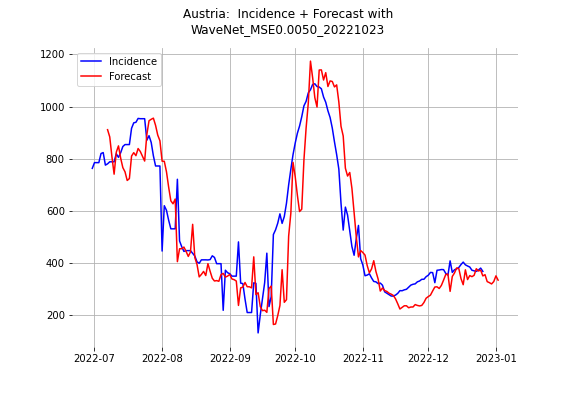 Austria:  Incidence + Forecast with
WaveNet_MSE0.0050_20221023
Incidence
Forecast
1200
1000
800
600
400
200
2022-07 2022-08 2022-09 2022-10 2022-11 2022-12 2023-01